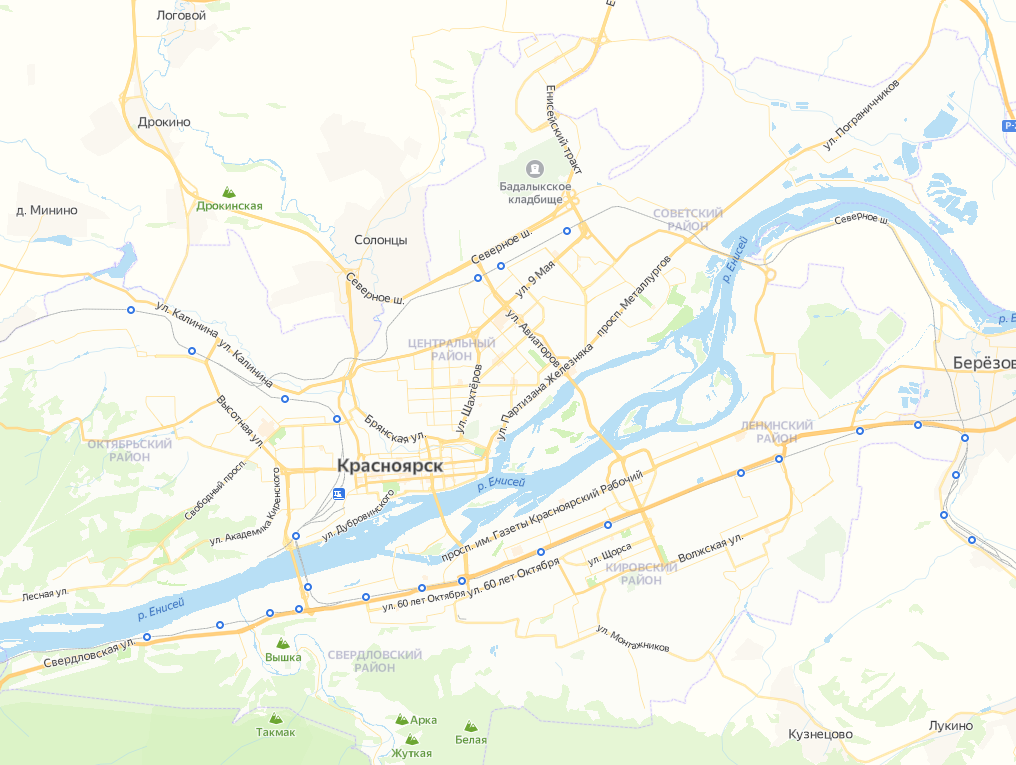 Логовой
Е
Дрокино
Енисейский тракт
ул. Пограничников
Р-
Бадалыкское
кладбище
Дрокинская
д. Минино
Солонцы
СОВЕТСКИЙ
РАЙОН
Северное ш.
Северное ш.
р. Енисей
Северное ш.
ул. 9 Мая
просп. Металлургов
ул. Калинина
ул. Калинина
ул. Авиаторов
р. Е
ЦЕНТРАЛЬНЫЙ
РАЙОН
ул. Партизана Железняка
Берёзов
ул. Шахтёров
Высотная ул.
Брянская ул.
ОКТЯБРЬСКИЙ
РАЙОН
ЛЕНИНСКИЙ
РАЙОН
Красноярск
Свободный просп.
р. Енисей
ул. Академика Киренского
ул. Дубровинского
просп. им. Газеты Красноярский Рабочий
ул. Щорса
Волжская ул.
КИРОВСКИЙ
РАЙОН
Лесная ул.
р. Енисей
ул. 60 лет Октября
ул. 60 лет Октября
ул. Монтажников
Свердловская ул.
Вышка
СВЕРДЛОВСКИЙ
РАЙОН
Такмак
Арка
Белая
Жуткая
Кузнецово
Лукино